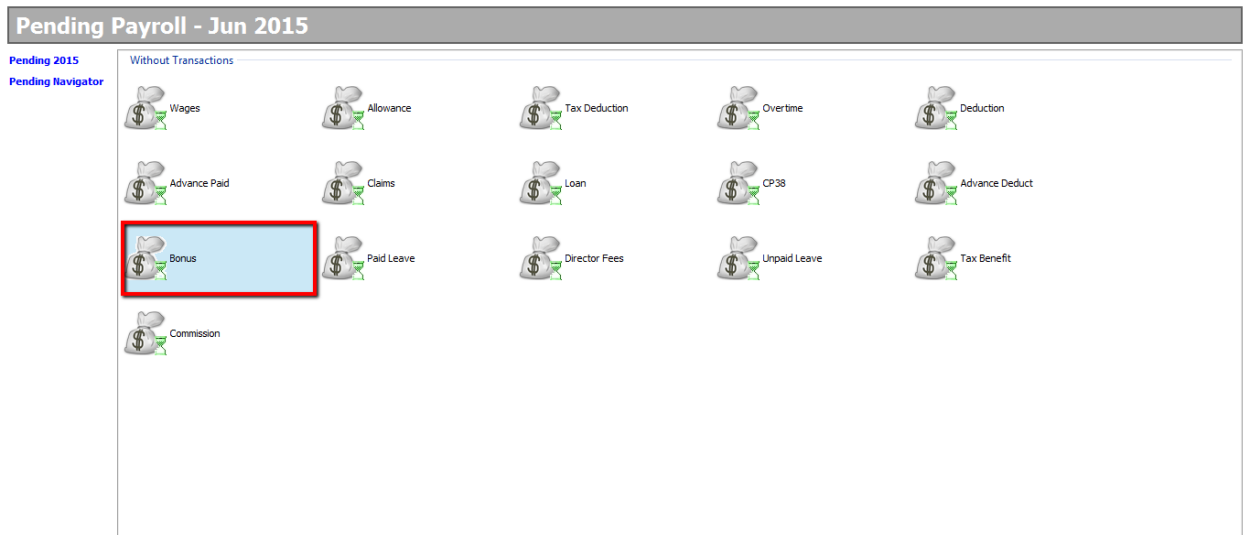 Pending Payroll - Jun 2015
Pending 2015
Pending Navigator
Without Transactions
Wages
Allowance
Tax Deduction
Overtime
Deduction
Advance Paid
Claims
Loan
CP38
Advance Deduct
Bonus
Paid Leave
Director Fees
Unpaid Leave
Tax Benefit
Commission